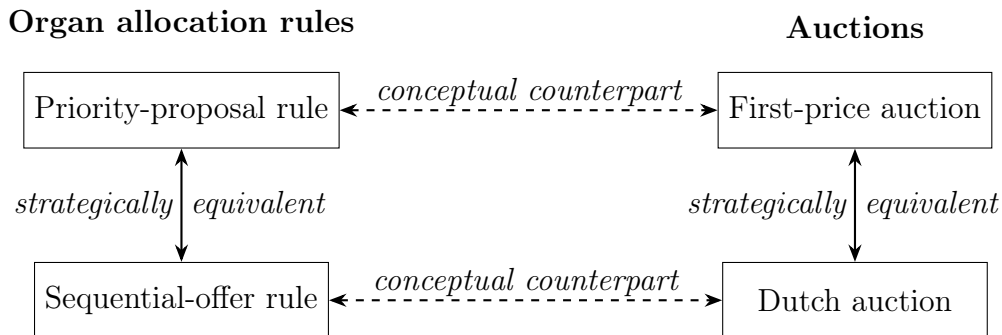 Organ allocation rules
Auctions
Priority-proposal rule
conceptual counterpart
First-price auction
strategically equivalent
strategically equivalent
Sequential-offer rule
conceptual counterpart
Dutch auction